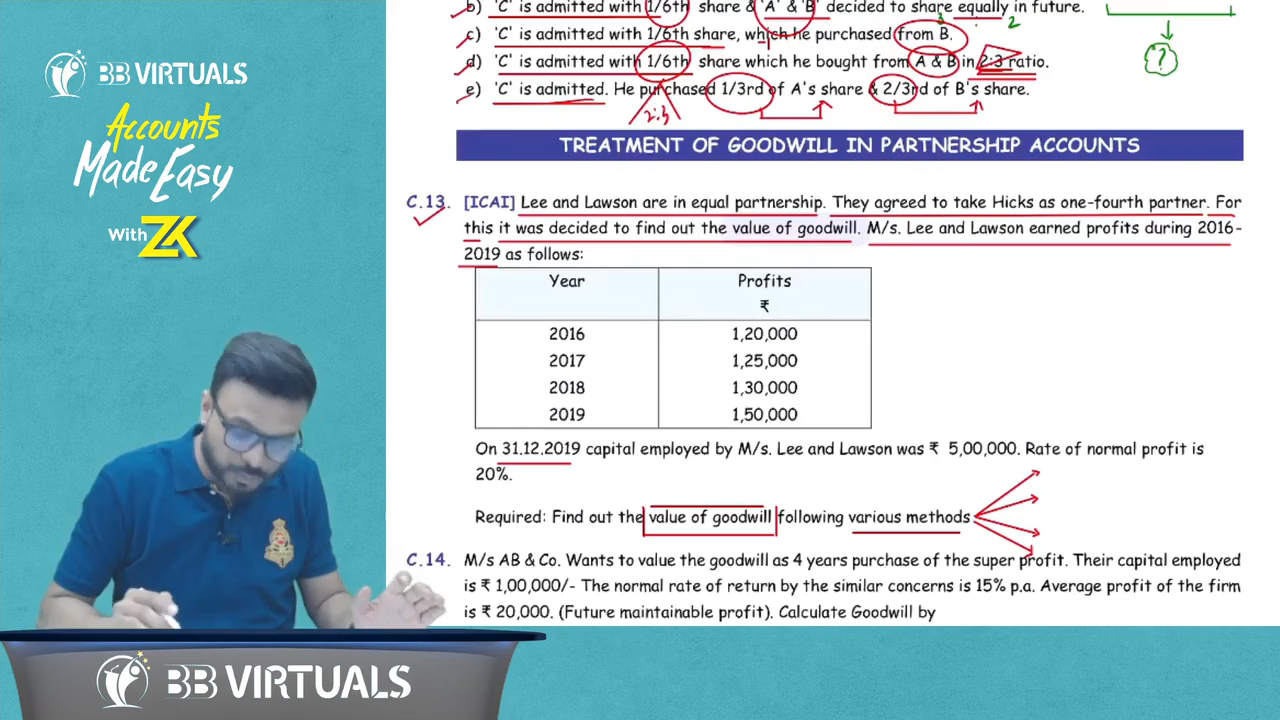 b) 'C' is admitted with 1/6th share & 'A' & 'B' decided to share equally in future.
3 : 2
c) 'C' is admitted with 1/6th share, which he purchased from B.
d) 'C' is admitted with 1/6th share which he bought from A & B in 2:3 ratio.
e) 'C' is admitted. He purchased 1/3rd of A's share & 2/3rd of B's share.
2:3
?
BB VIRTUALS
Accounts
Made Easy
With ZK
TREATMENT OF GOODWILL IN PARTNERSHIP ACCOUNTS
C.13. [ICAI] Lee and Lawson are in equal partnership. They agreed to take Hicks as one-fourth partner. For
this it was decided to find out the value of goodwill. M/s. Lee and Lawson earned profits during 2016-
2019 as follows:
Year Profits
₹
2016 1,20,000
2017 1,25,000
2018 1,30,000
2019 1,50,000
On 31.12.2019 capital employed by M/s. Lee and Lawson was ₹ 5,00,000. Rate of normal profit is
20%.
Required: Find out the value of goodwill following various methods
C.14. M/s AB & Co. Wants to value the goodwill as 4 years purchase of the super profit. Their capital employed
is ₹ 1,00,000/- The normal rate of return by the similar concerns is 15% p.a. Average profit of the firm
is ₹ 20,000. (Future maintainable profit). Calculate Goodwill by
BB VIRTUALS